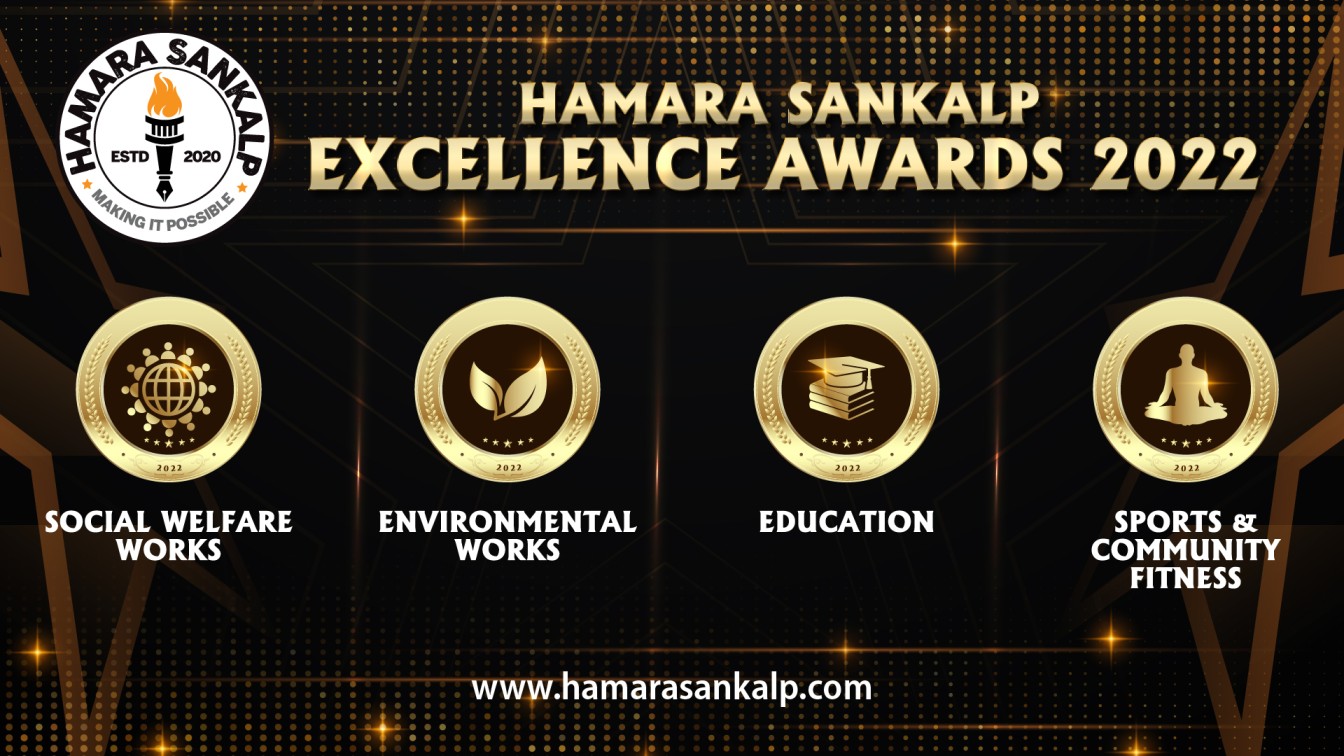 HAMARA SANKALP
ESTD 2020
MAKING IT POSSIBLE
HAMARA SANKALP
EXCELLENCE AWARDS 2022
2022
2022
2022
2022
SOCIAL WELFARE
WORKS
ENVIRONMENTAL
WORKS
EDUCATION
SPORTS &
COMMUNITY
FITNESS
www.hamarasankalp.com